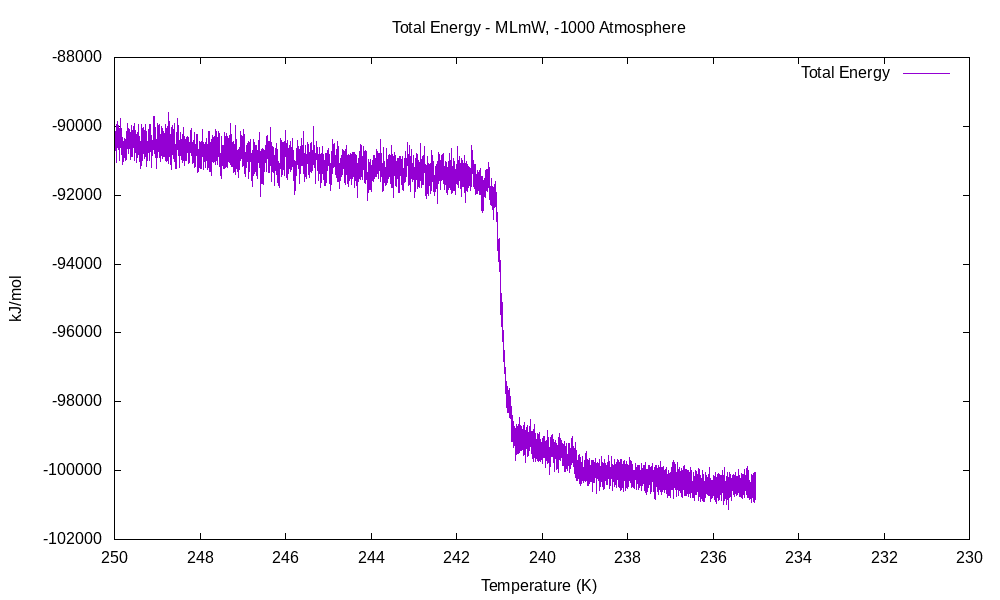 Total Energy - MLmW, -1000 Atmosphere
Total Energy
-88000
-90000
-92000
-94000
-96000
-98000
-100000
-102000
kJ/mol
250 248 246 244 242 240 238 236 234 232 230
Temperature (K)